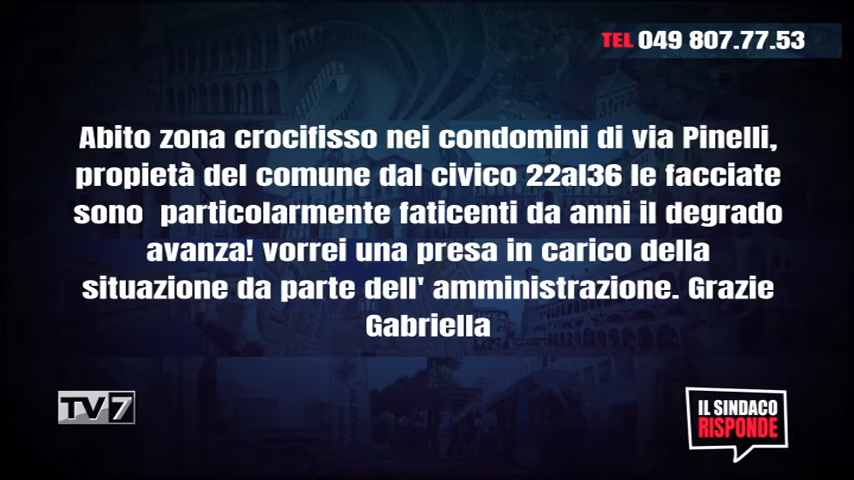 TEL 049 807.77.53
Abito zona crocifisso nei condomini di via Pinelli,
propietà del comune dal civico 22al36 le facciate
sono particolarmente faticenti da anni il degrado
avanza! vorrei una presa in carico della
situazione da parte dell' amministrazione. Grazie
Gabriella
TV7
IL SINDACO
RISPONDE